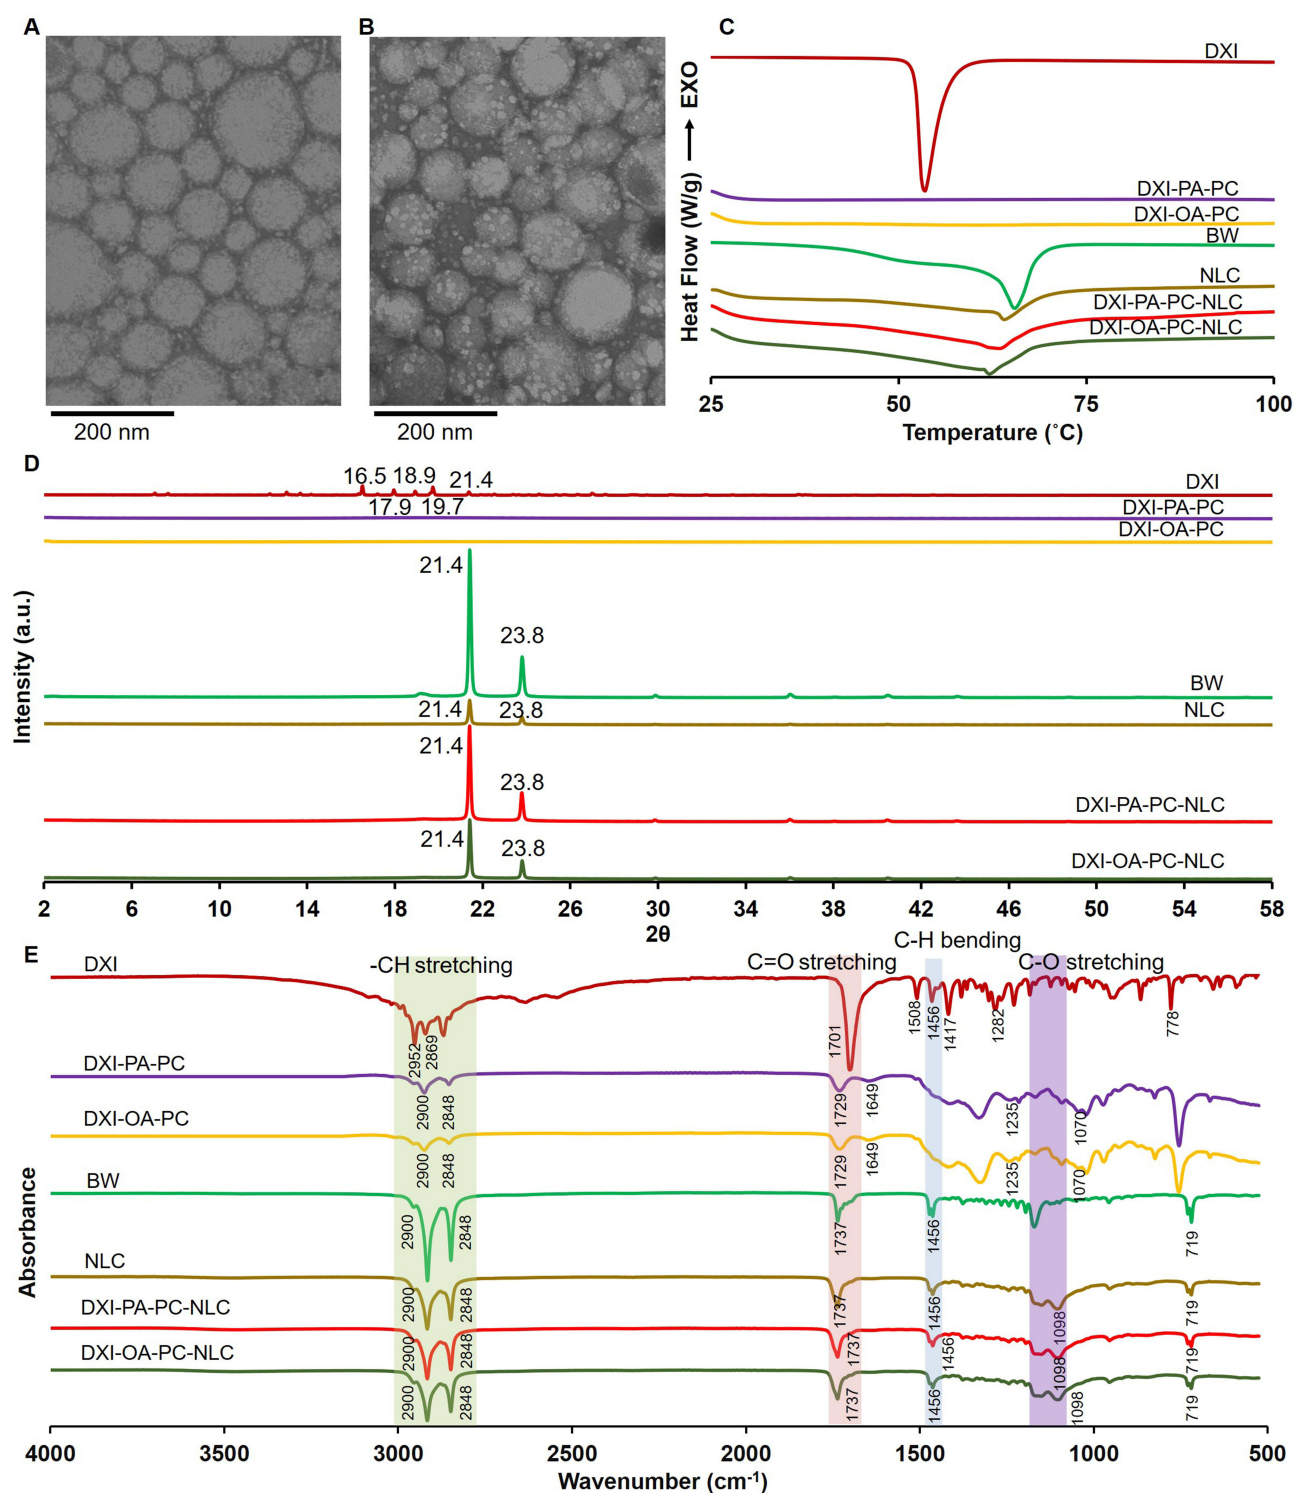 A
B
C
200 nm
200 nm
Heat Flow (W/g) → EXO
DXI
DXI-PA-PC
DXI-OA-PC
BW
NLC
DXI-PA-PC-NLC
DXI-OA-PC-NLC
25 50 75 100
Temperature (˚C)
D
Intensity (a.u.)
16.5 18.9 21.4
17.9 19.7
DXI
DXI-PA-PC
DXI-OA-PC
21.4
23.8
BW
21.4 23.8
NLC
21.4
23.8
DXI-PA-PC-NLC
21.4
23.8
DXI-OA-PC-NLC
2 6 10 14 18 22 26 30 34 38 42 46 50 54 58
2θ
E
Absorbance
-CH stretching
C=O stretching
C-H bending
C-O stretching
DXI
2952 2869 1701 1508 1456 1417 1282 778
DXI-PA-PC
2900 2848 1729 1649 1235 1070
DXI-OA-PC
2900 2848 1729 1649 1235 1070
BW
2900 2848 1737 1456 719
NLC
2900 2848 1737 1456 1098 719
DXI-PA-PC-NLC
2900 2848 1737 1456 1098 719
DXI-OA-PC-NLC
2900 2848 1737 1456 1098 719
4000 3500 3000 2500 2000 1500 1000 500
Wavenumber (cm-1)